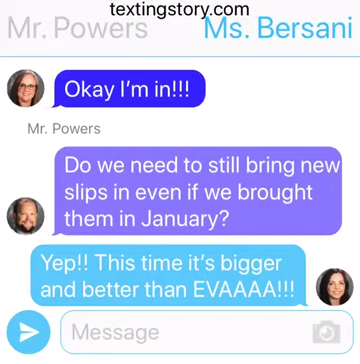 textingstory.com
Mr. Powers Ms. Bersani
Okay I'm in!!!
Mr. Powers
Do we need to still bring new
slips in even if we brought
them in January?
Yep!! This time it's bigger
and better than EVAAAA!!!
Message